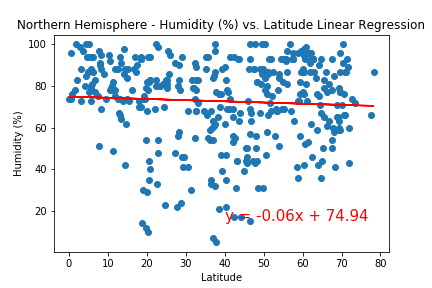 Northern Hemisphere - Humidity (%) vs. Latitude Linear Regression
100
80
60
40
20
Humidity (%)
y = -0.06x + 74.94
0 10 20 30 40 50 60 70 80
Latitude